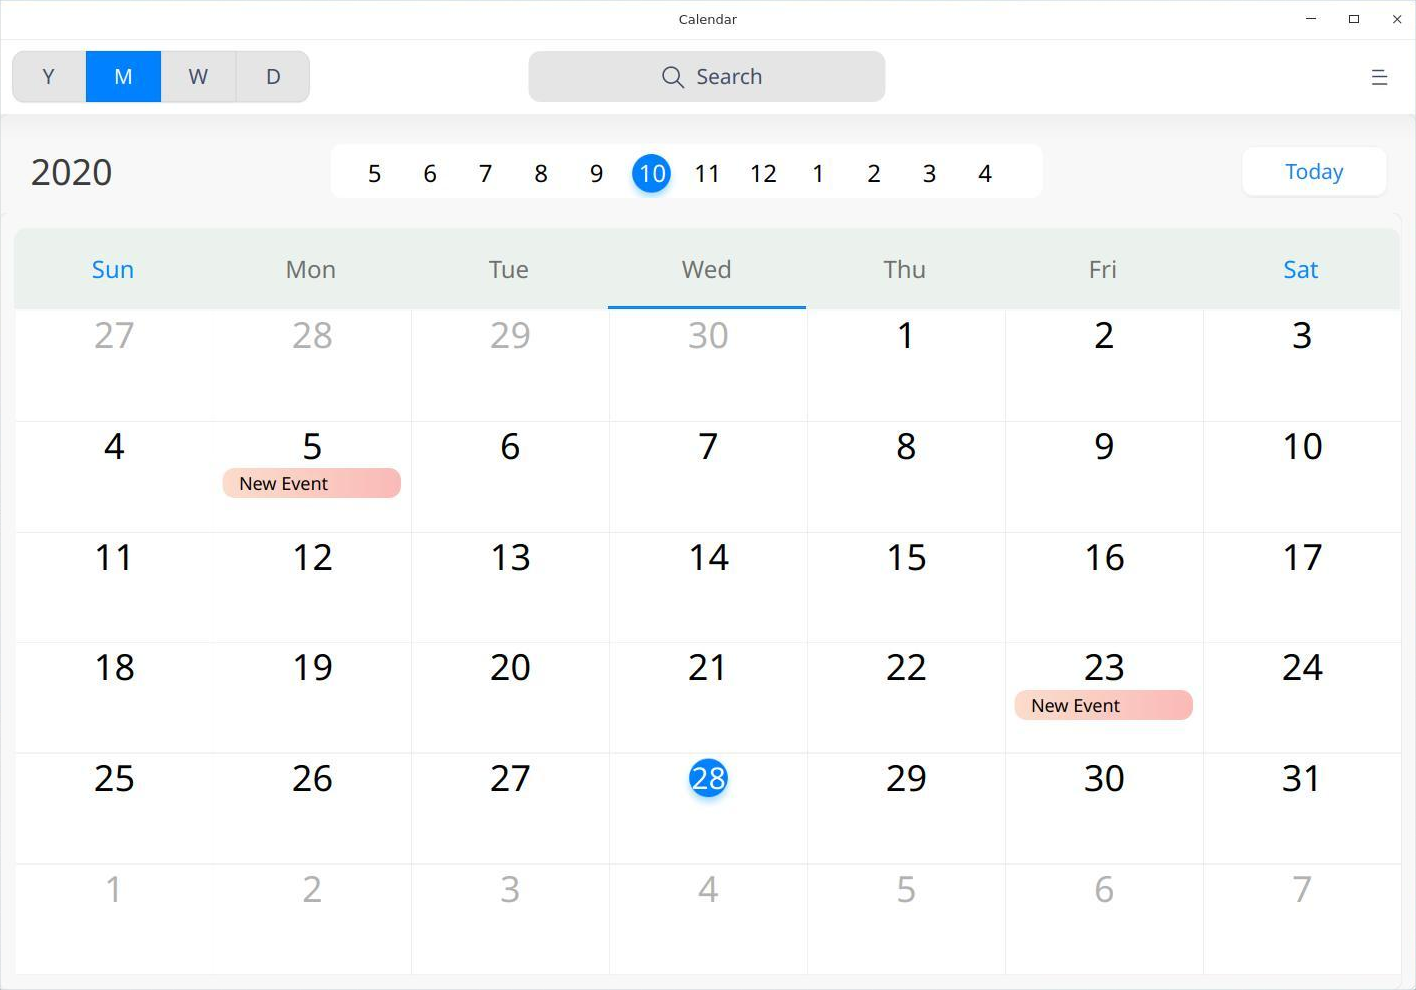 Calendar
Y M W D
Search
2020
5 6 7 8 9 10 11 12 1 2 3 4
Today
Sun Mon Tue Wed Thu Fri Sat
27 28 29 30 1 2 3
4 5 6 7 8 9 10
New Event
11 12 13 14 15 16 17
18 19 20 21 22 23 24
New Event
25 26 27 28 29 30 31
1 2 3 4 5 6 7